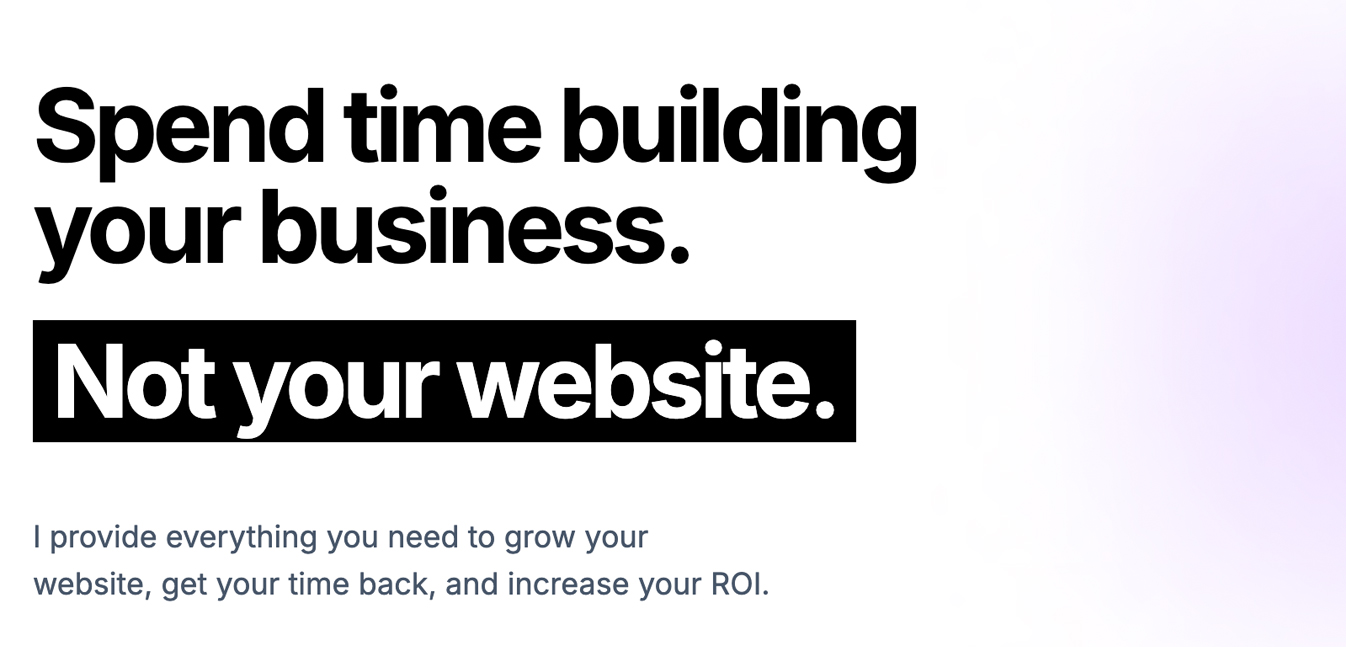 Spend time building
your business.
Not your website.
I provide everything you need to grow your
website, get your time back, and increase your ROI.